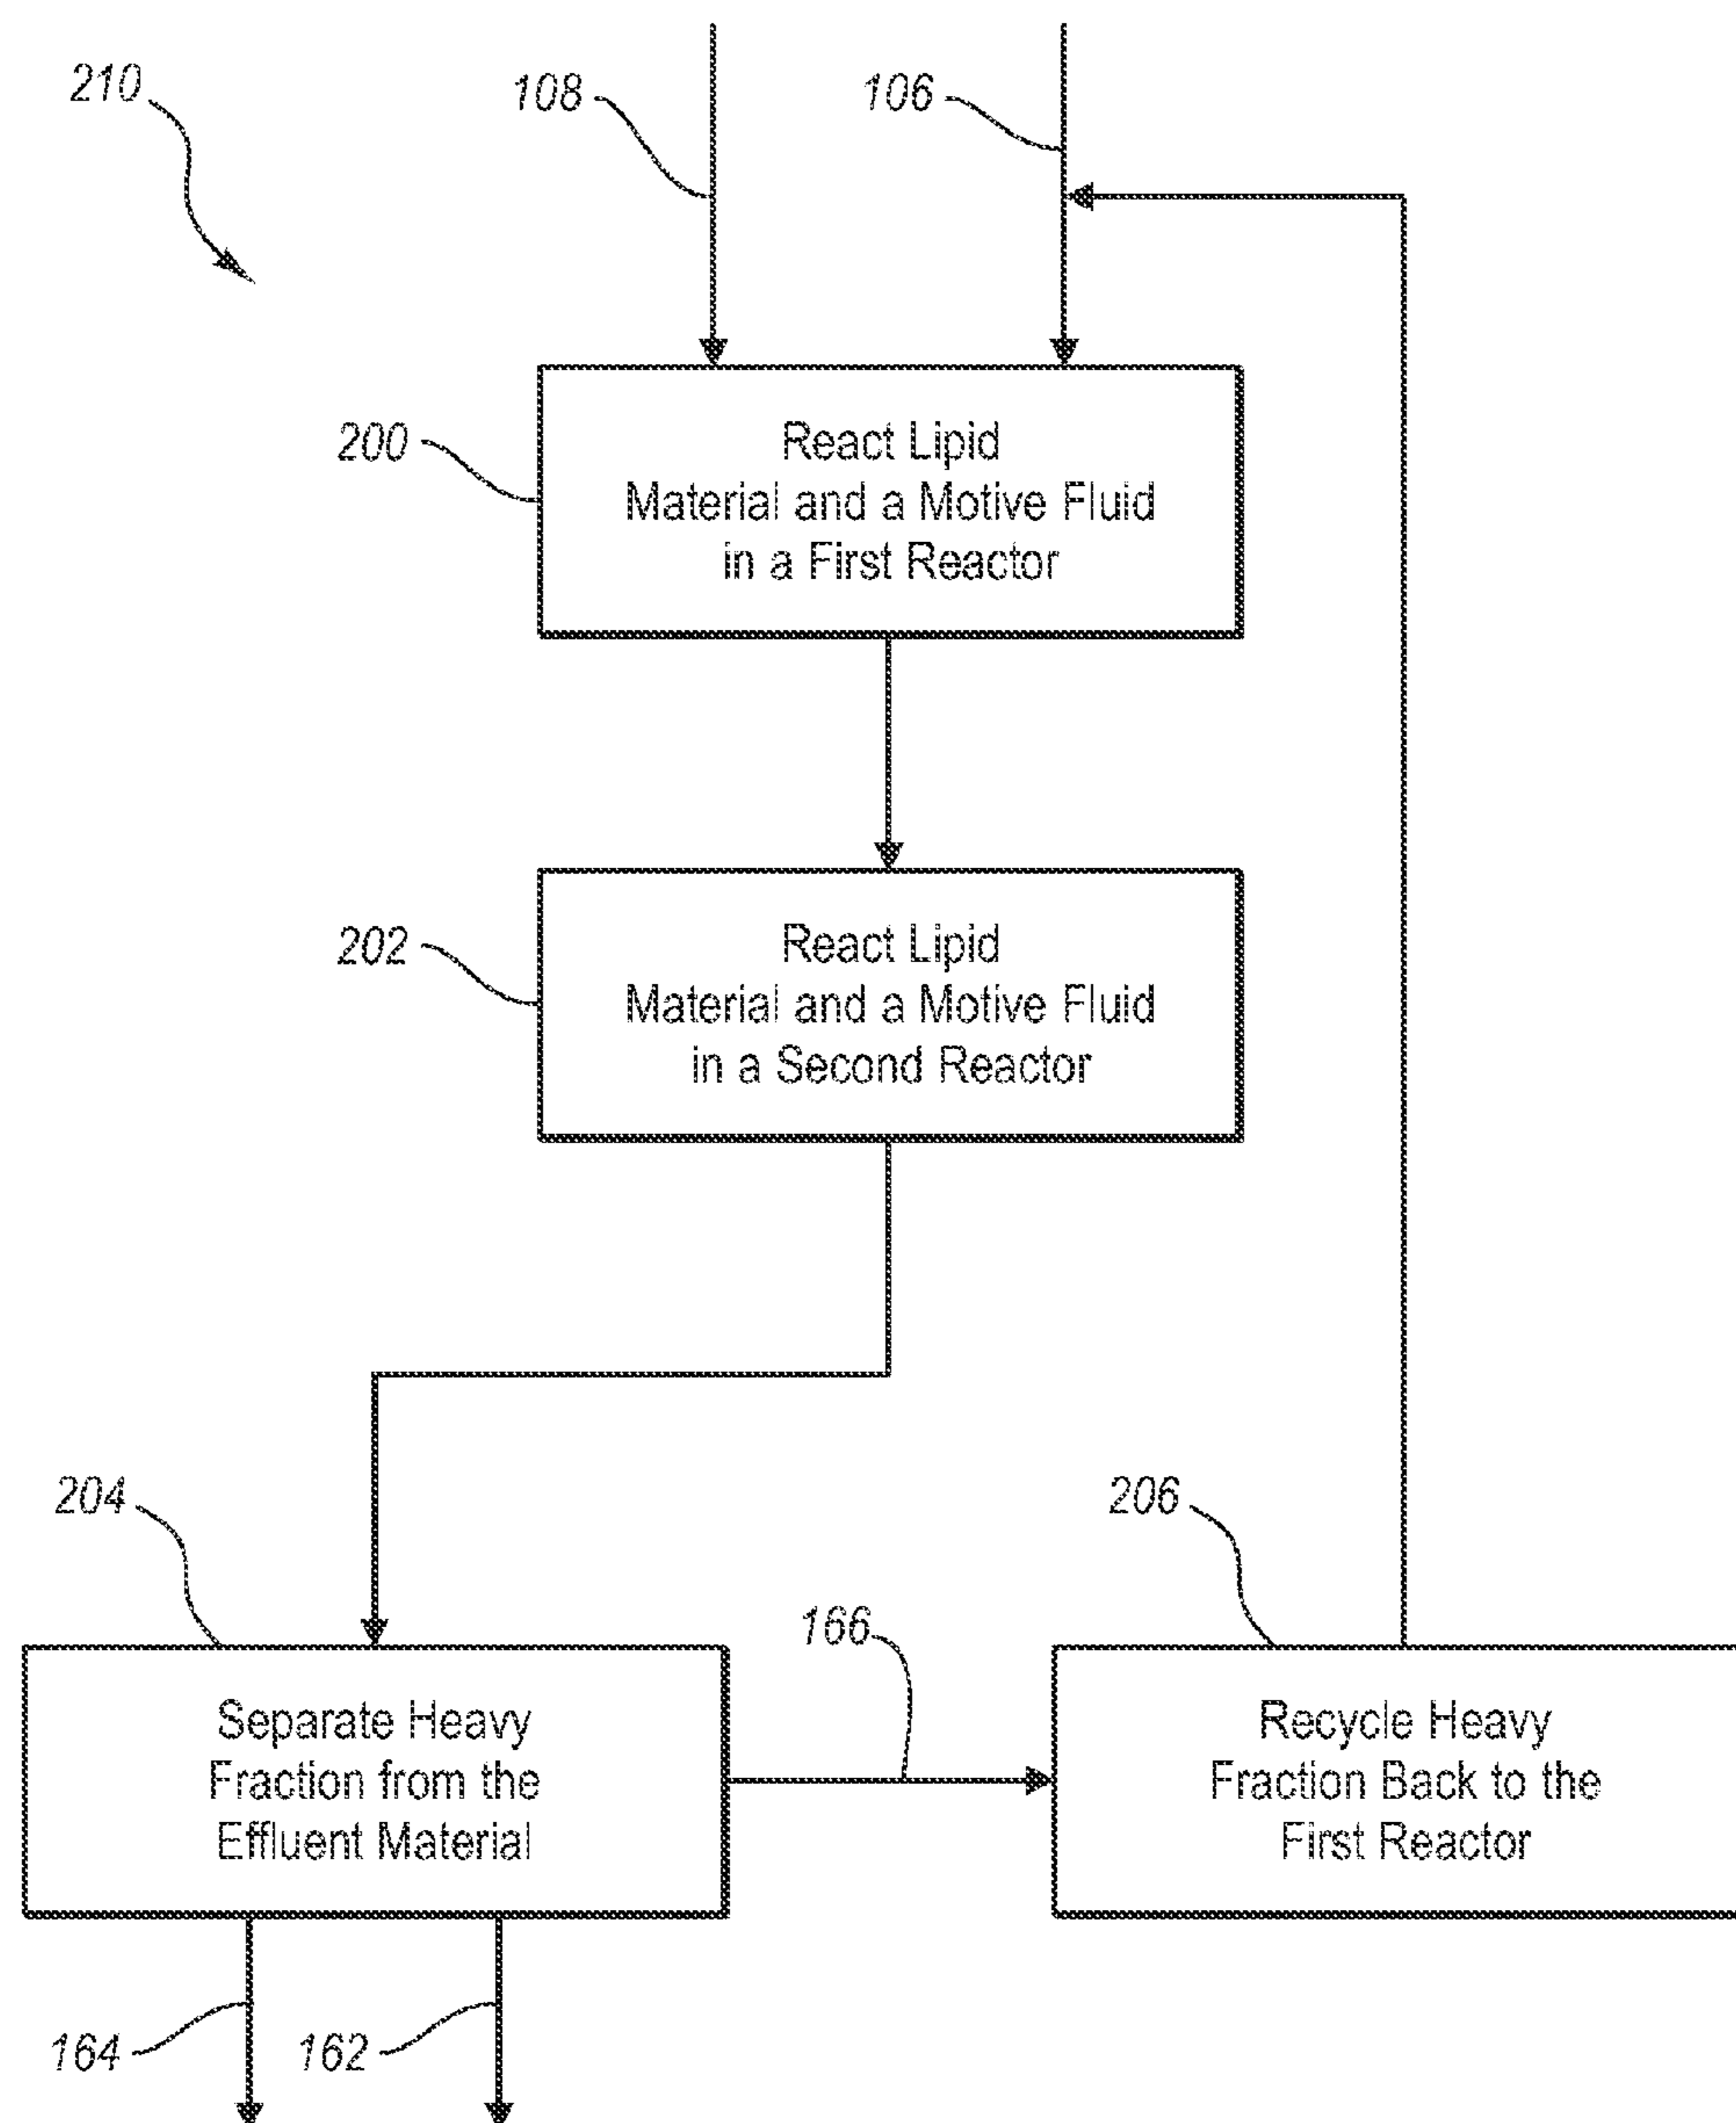 210
108
106
200
React Lipid
Material and a Motive Fluid
in a First Reactor
202
React Lipid
Material and a Motive Fluid
in a Second Reactor
204
206
166
Separate Heavy
Fraction from the
Effluent Material
Recycle Heavy
Fraction Back to the
First Reactor
164
162